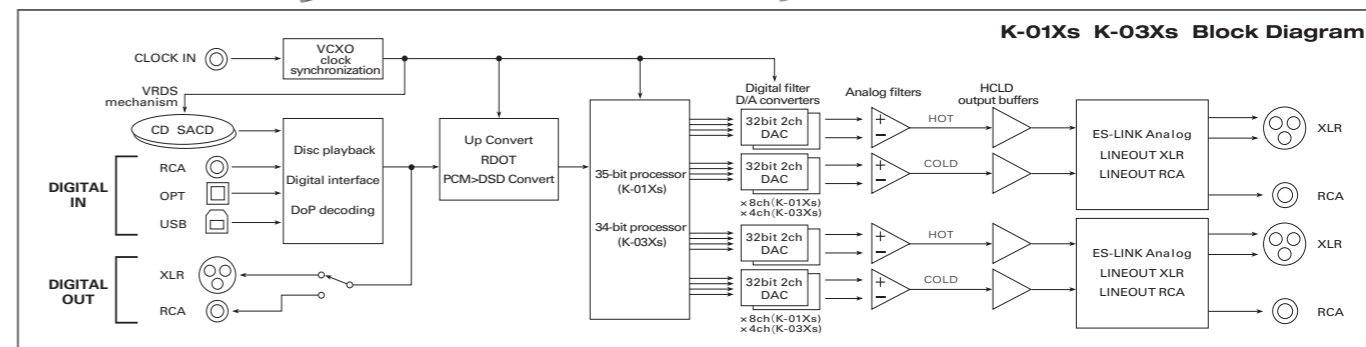 K-01Xs K-03Xs Block Diagram
CLOCK IN
VCXO
clock
synchronization
VRDS
mechanism
CD SACD
DIGITAL
IN
RCA
OPT
USB
Disc playback
Digital interface
DoP decoding
DIGITAL
OUT
XLR
RCA
Up Convert
RDOT
PCM>DSD Convert
35-bit processor
(K-01Xs)
34-bit processor
(K-03Xs)
Digital filter
D/A converters
32bit 2ch
DAC
32bit 2ch
DAC
×8ch(K-01Xs)
×4ch(K-03Xs)
32bit 2ch
DAC
32bit 2ch
DAC
×8ch(K-01Xs)
×4ch(K-03Xs)
Analog filters
+
−
HOT
+
−
COLD
+
−
HOT
+
−
COLD
HCLD
output buffers
ES-LINK Analog
LINEOUT XLR
LINEOUT RCA
XLR
RCA
ES-LINK Analog
LINEOUT XLR
LINEOUT RCA
XLR
RCA